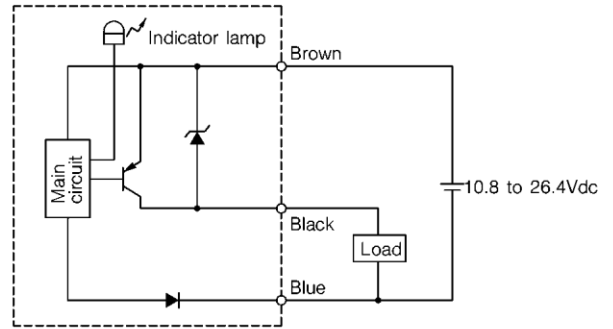 Indicator lamp
Brown
Main
circuit
10.8 to 26.4Vdc
Black
Load
Blue